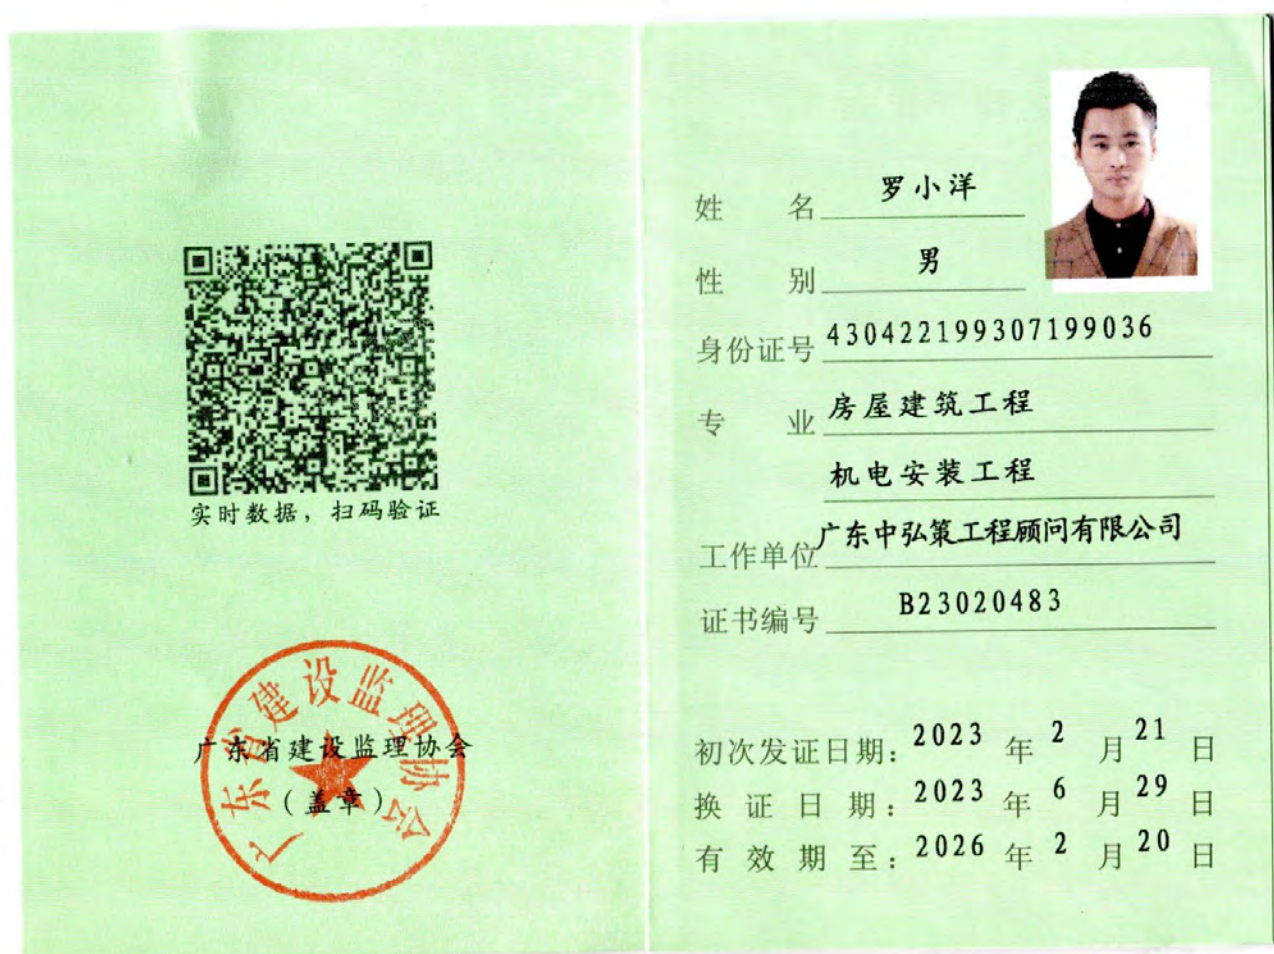 实时数据，扫码验证
广东省建设监理协会
（盖章）
广东省建设监理协会
姓 名 罗小洋
性 别 男
身份证号 430422199307199036
专 业 房屋建筑工程
机电安装工程
工作单位 广东中弘策工程顾问有限公司
证书编号 B23020483
初次发证日期：2023 年 2 月 21 日
换 证 日 期：2023 年 6 月 29 日
有 效 期 至：2026 年 2 月 20 日